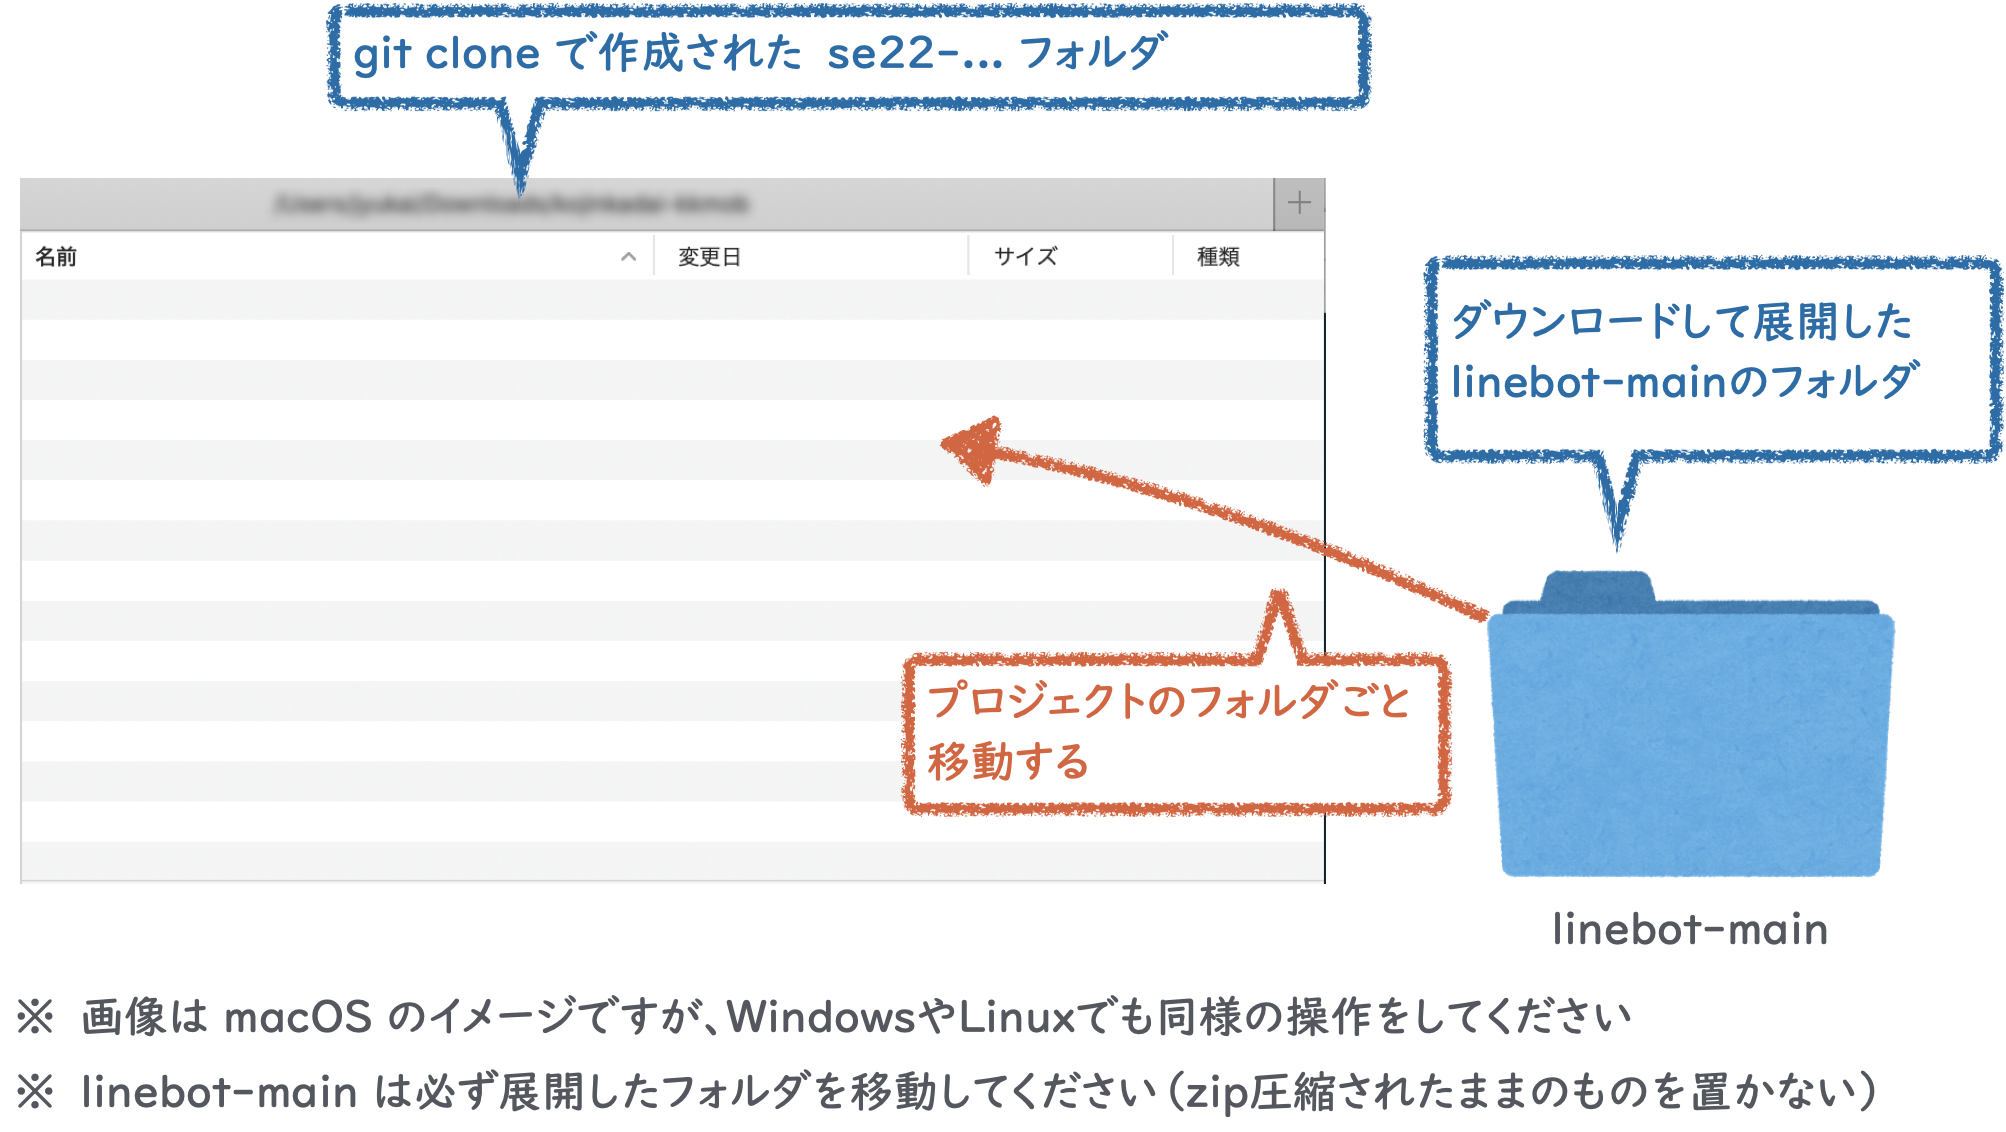 git clone で作成された se22-... フォルダ
名前
変更日
サイズ
種類
ダウンロードして展開した
linebot-mainのフォルダ
プロジェクトのフォルダごと
移動する
linebot-main
※ 画像は macOS のイメージですが、WindowsやLinuxでも同様の操作をしてください
※ linebot-main は必ず展開したフォルダを移動してください（zip圧縮されたままのものを置かない）